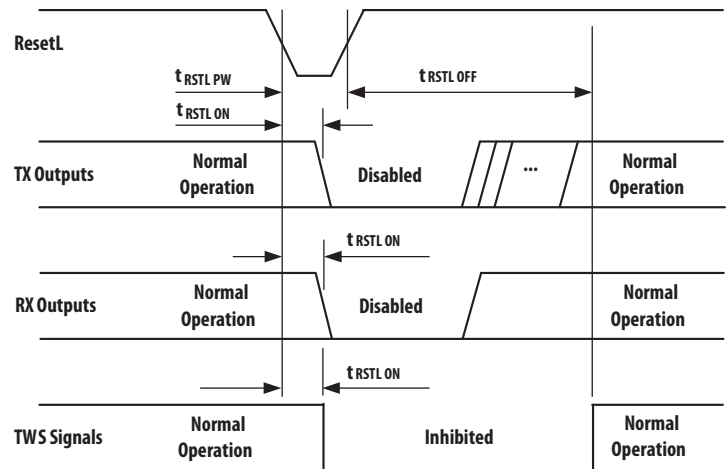 ResetL
t RSTL PW
t RSTL OFF
t RSTL ON
TX Outputs
Normal
Operation
Disabled
...
Normal
Operation
t RSTL ON
RX Outputs
Normal
Operation
Disabled
Normal
Operation
t RSTL ON
TWS Signals
Normal
Operation
Inhibited
Normal
Operation